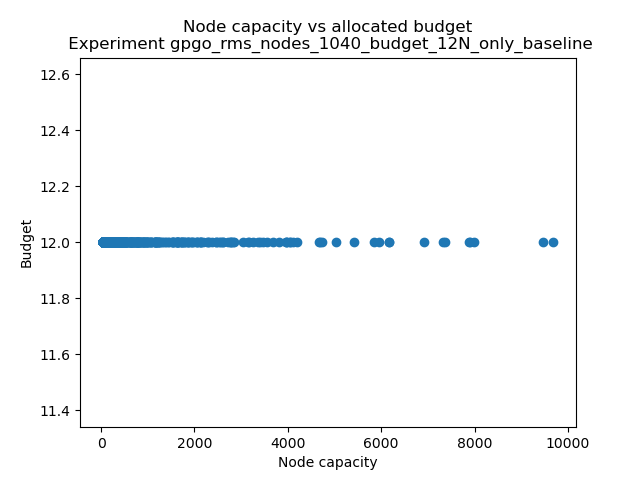 Node capacity vs allocated budget
Experiment gpgo_rms_nodes_1040_budget_12N_only_baseline
12.6
12.4
12.2
12.0
11.8
11.6
11.4
Budget
0 2000 4000 6000 8000 10000
Node capacity